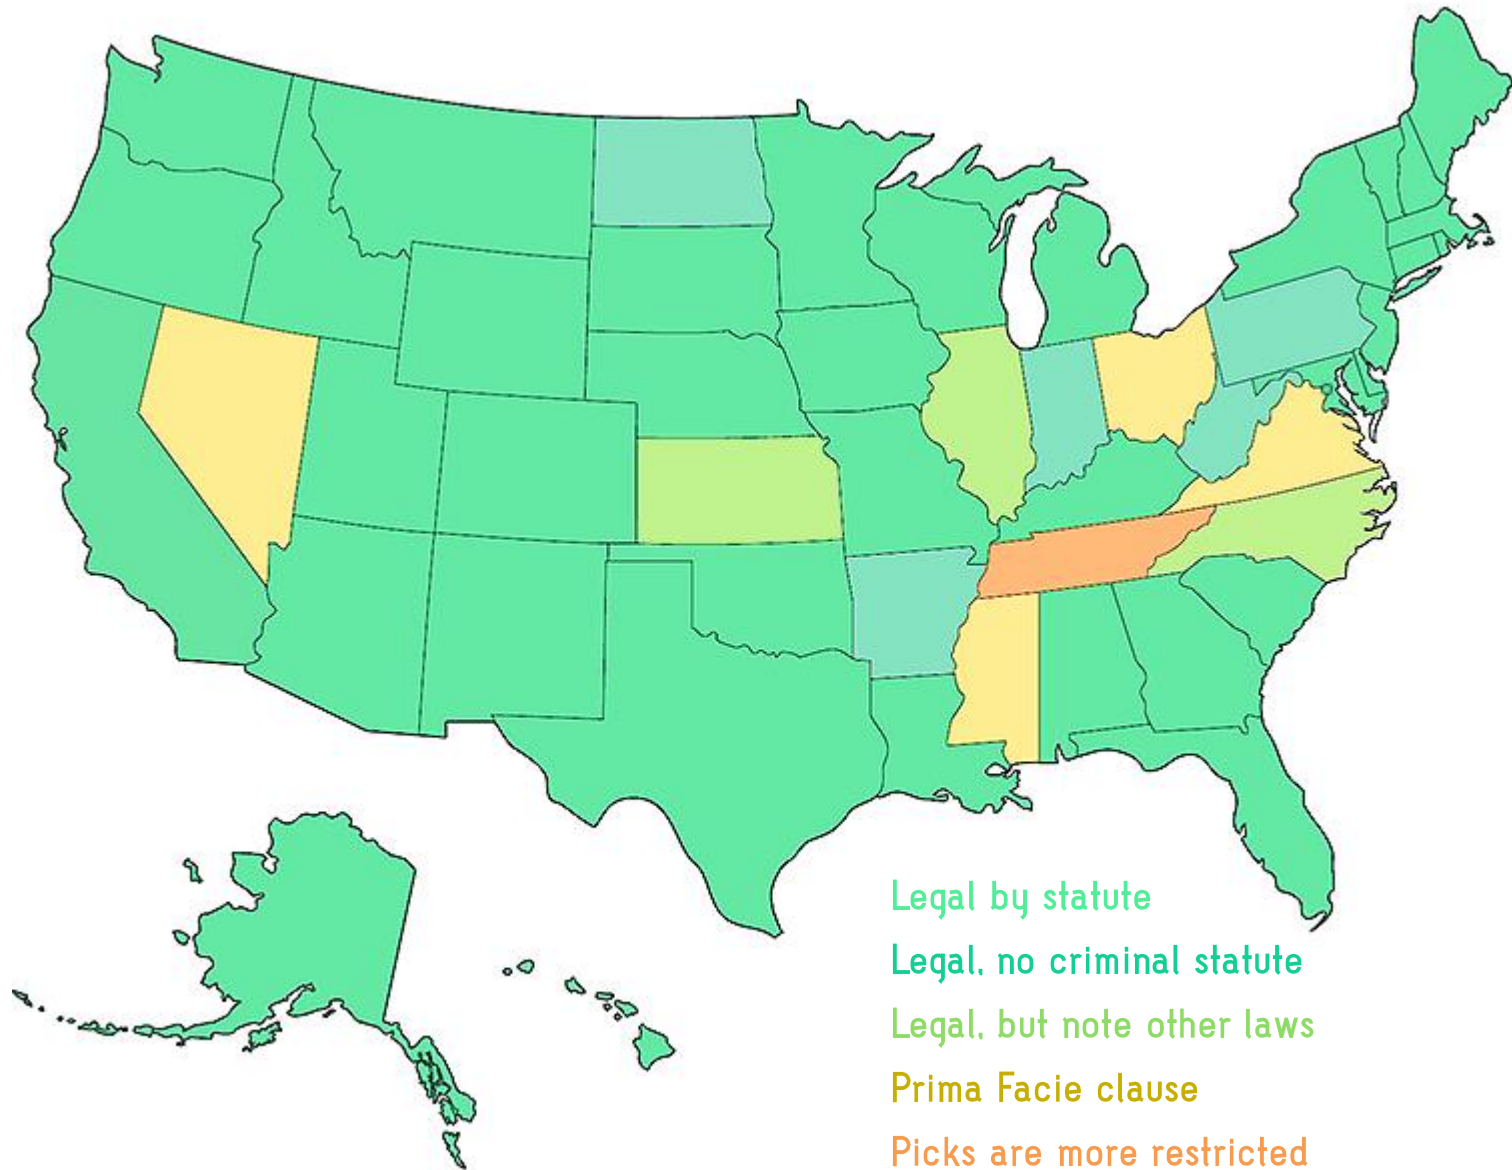 Legal by statute
Legal, no criminal statute
Legal, but note other laws
Prima Facie clause
Picks are more restricted